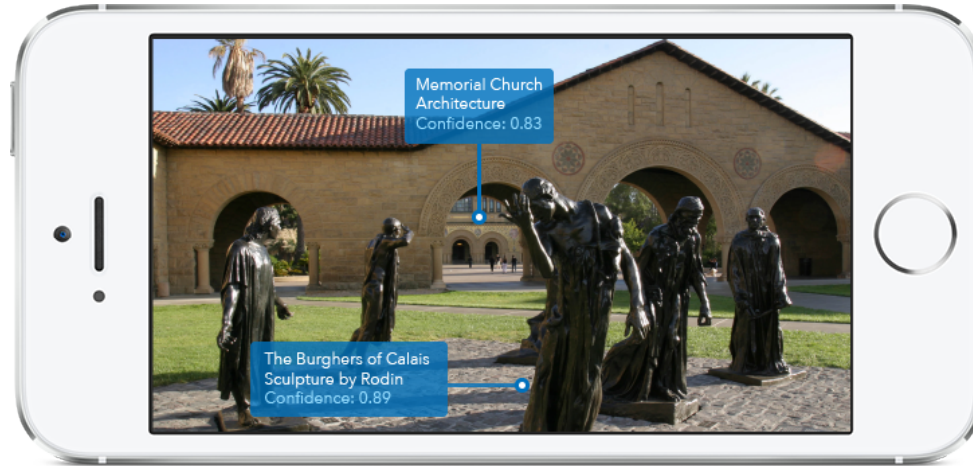 Memorial Church
Architecture
Confidence: 0.83
The Burghers of Calais
Sculpture by Rodin
Confidence: 0.89